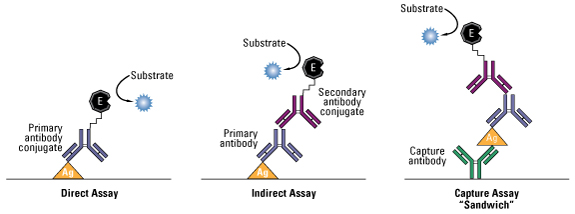 Substrate
E
Primary
antibody
conjugate
Ag
Direct Assay
Substrate
E
Secondary
antibody
conjugate
Primary
antibody
Ag
Indirect Assay
Substrate
E
Ag
Capture
antibody
Capture Assay
“Sandwich”